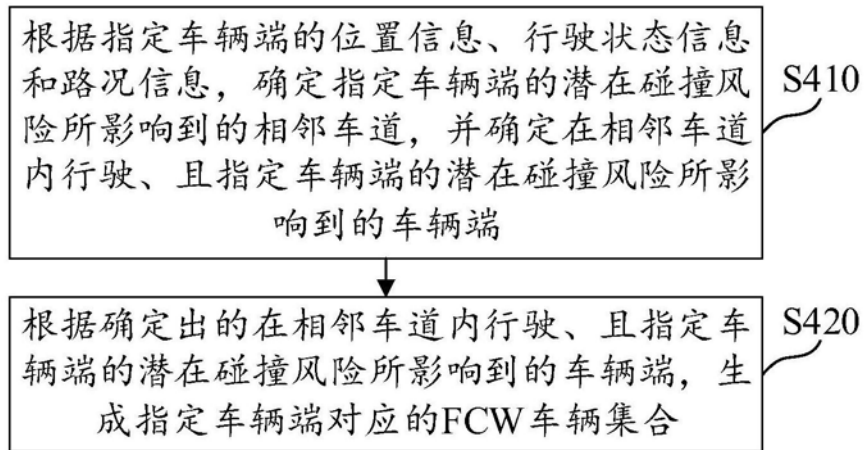 根据指定车辆端的位置信息、行驶状态信息
和路况信息，确定指定车辆端的潜在碰撞风
险所影响到的相邻车道，并确定在相邻车道
内行驶、且指定车辆端的潜在碰撞风险所影
响到的车辆端
S410
根据确定出的在相邻车道内行驶、且指定车
辆端的潜在碰撞风险所影响到的车辆端，生
成指定车辆端对应的FCW车辆集合
S420